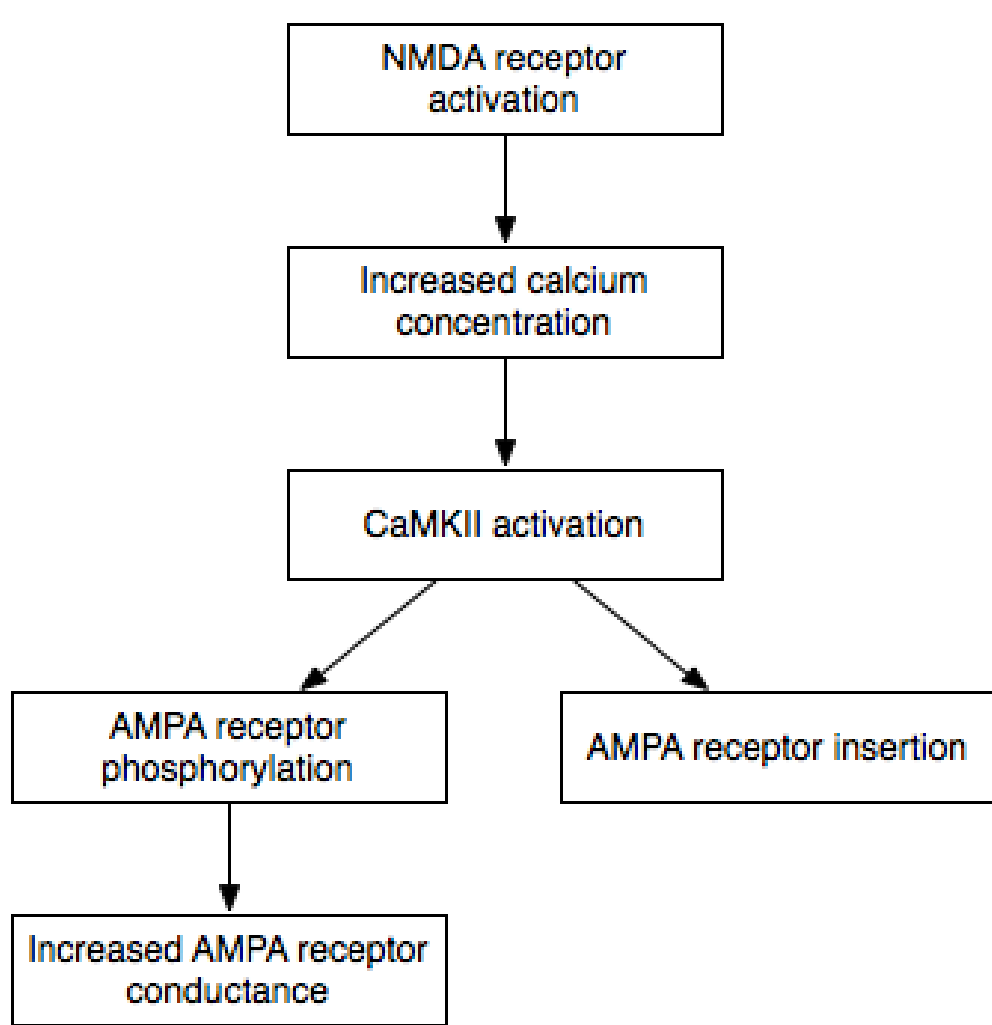 NMDA receptor
activation
Increased calcium
concentration
CaMKII activation
AMPA receptor
phosphorylation
AMPA receptor insertion
Increased AMPA receptor
conductance